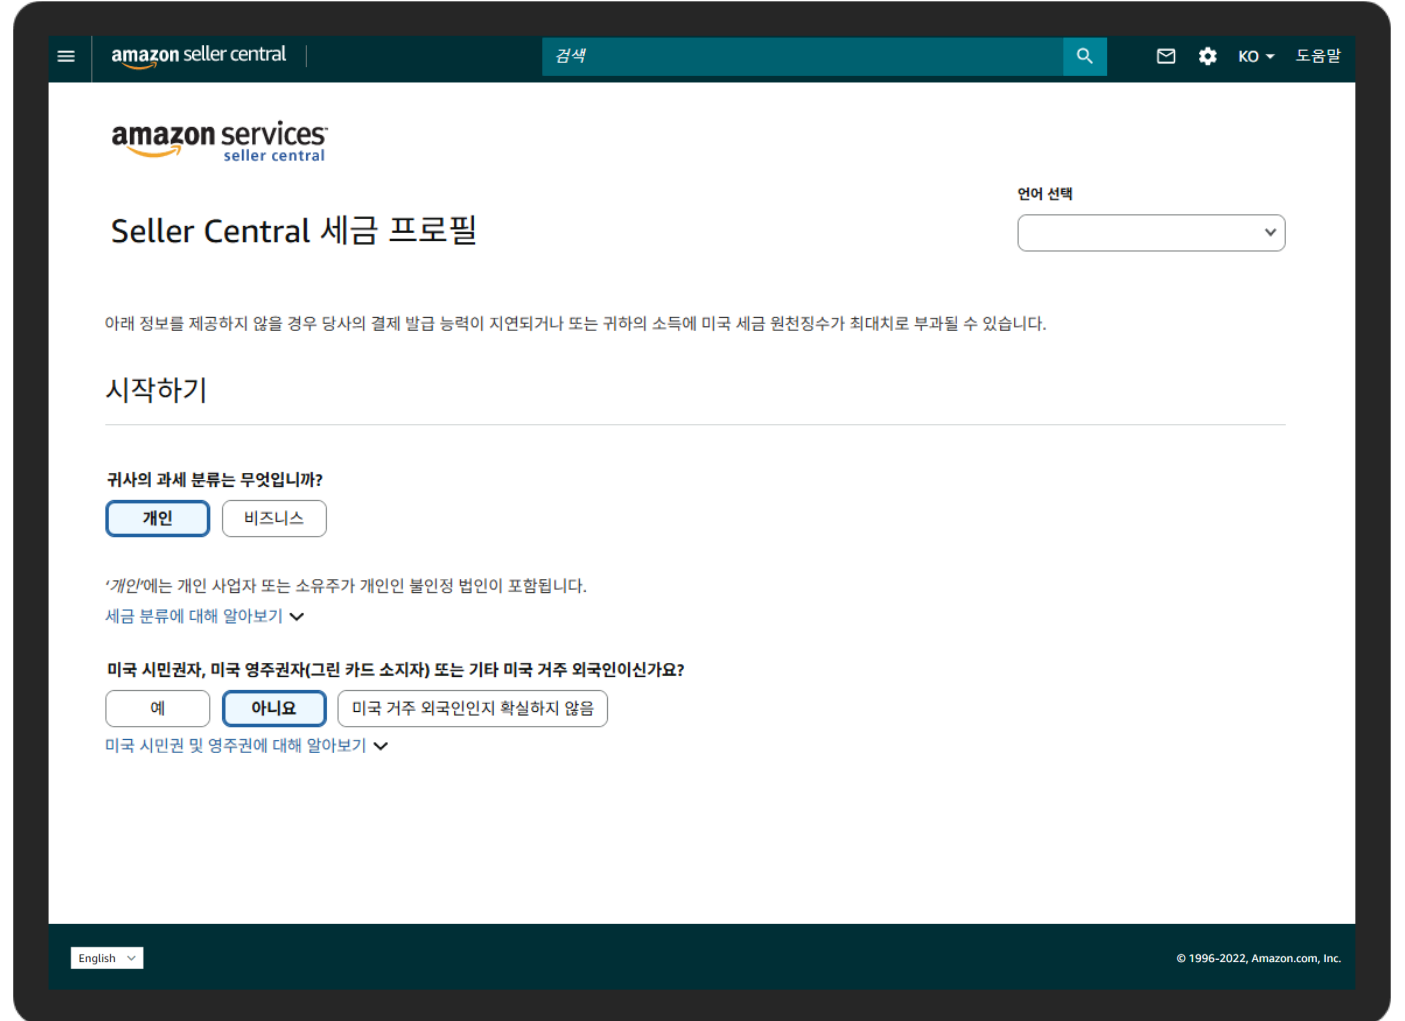 amazon seller central
검색
KO
도움말
amazon services
seller central
언어 선택
Seller Central 세금 프로필
아래 정보를 제공하지 않을 경우 당사의 결제 발급 능력이 지연되거나 또는 귀하의 소득에 미국 세금 원천징수가 최대치로 부과될 수 있습니다.
시작하기
귀사의 과세 분류는 무엇입니까?
개인
비즈니스
‘개인’에는 개인 사업자 또는 소유주가 개인인 불인정 법인이 포함됩니다.
세금 분류에 대해 알아보기
미국 시민권자, 미국 영주권자(그린 카드 소지자) 또는 기타 미국 거주 외국인이신가요?
예
아니요
미국 거주 외국인인지 확실하지 않음
미국 시민권 및 영주권에 대해 알아보기
English
© 1996-2022, Amazon.com, Inc.